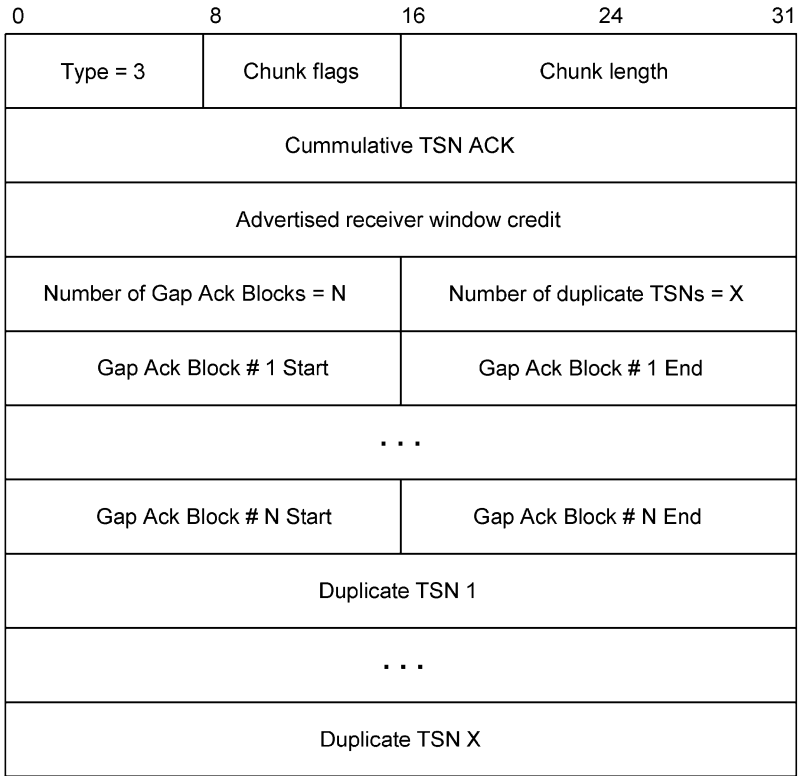 0 8 16 24 31
Type = 3 Chunk flags Chunk length
Cummulative TSN ACK
Advertised receiver window credit
Number of Gap Ack Blocks = N Number of duplicate TSNs = X
Gap Ack Block # 1 Start Gap Ack Block # 1 End
. . .
Gap Ack Block # N Start Gap Ack Block # N End
Duplicate TSN 1
. . .
Duplicate TSN X